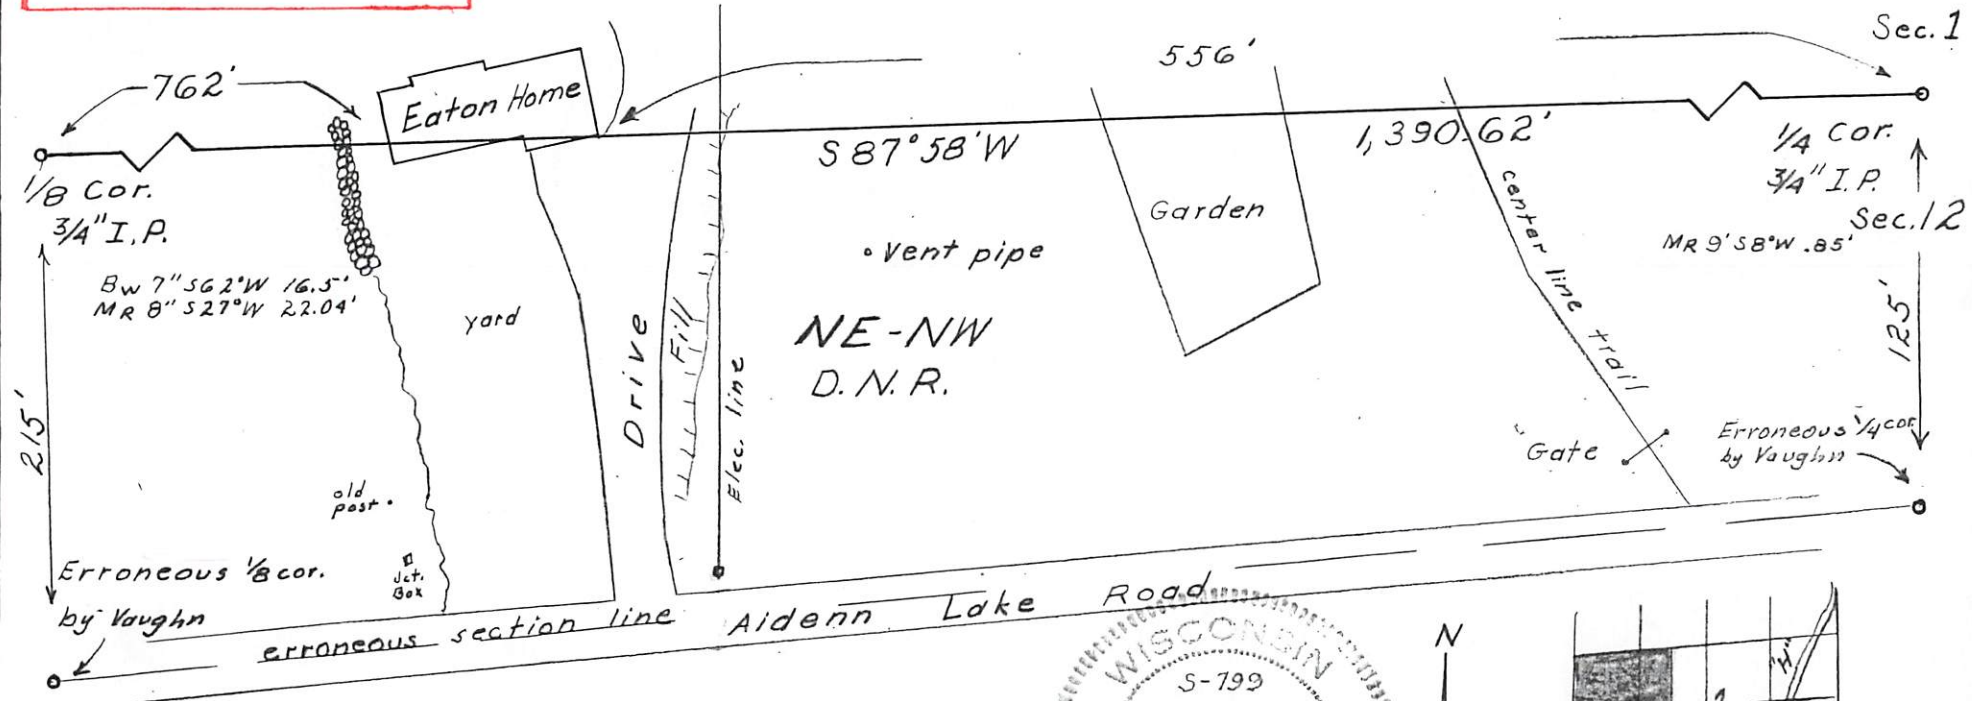 Sec. 1
762'
Eaton Home
556'
S 87°58'W
1,390.62'
1/8 Cor.
3/4" I.P.
1/4 Cor.
3/4" I.P.
Sec. 12
MR 9' S8°W .85'
BW 7" S62°W 16.5'
MR 8" S27°W 22.04'
yard
Drive
Fill
Elec. line
Vent pipe
NE-NW
D.N.R.
Garden
center line trail
Gate
125'
215'
Erroneous 1/4 cor.
by Vaughn
old
post
Jct.
Box
Erroneous 1/8 cor.
by Vaughn
erroneous section line
Aidenn Lake Road
WISCONSIN
S-799
N
"H"